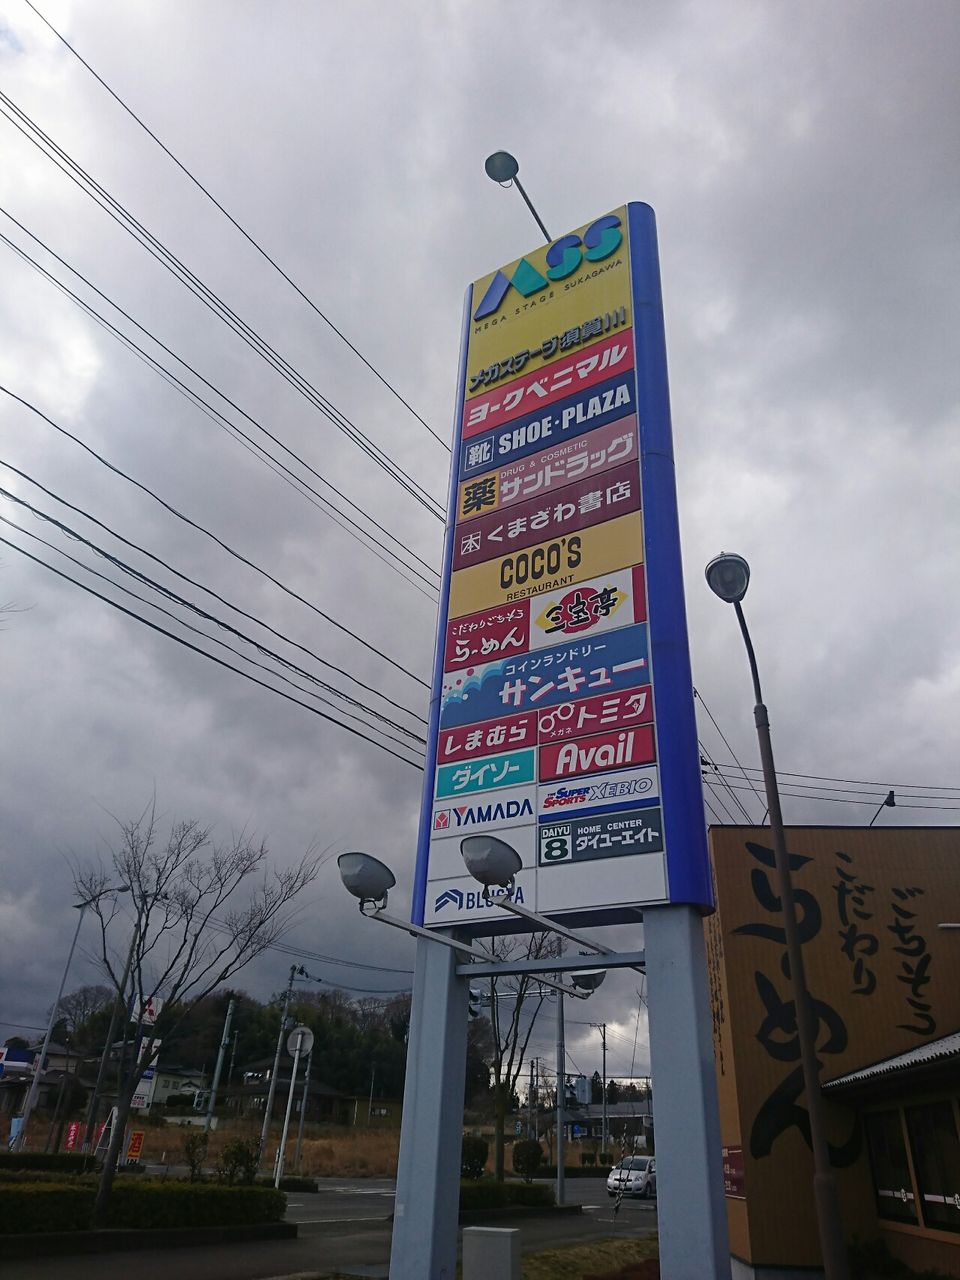 MSS
MEGA STAGE SUKAGAWA
メガステージ須賀川
ヨークベニマル
靴 SHOE・PLAZA
薬 DRUG & COSMETIC
サンドラッグ
本 くまざわ書店
COCO'S
RESTAURANT
こだわりごちそう
らーめん
三宝亭
コインランドリー
サンキュー
しまむら
メガネ トミタ
ダイソー
Avail
YAMADA
THE SUPER SPORTS XEBIO
DAIYU 8
HOME CENTER
ダイユーエイト
BLUSTA
こだわり
ごちそう
らーめん